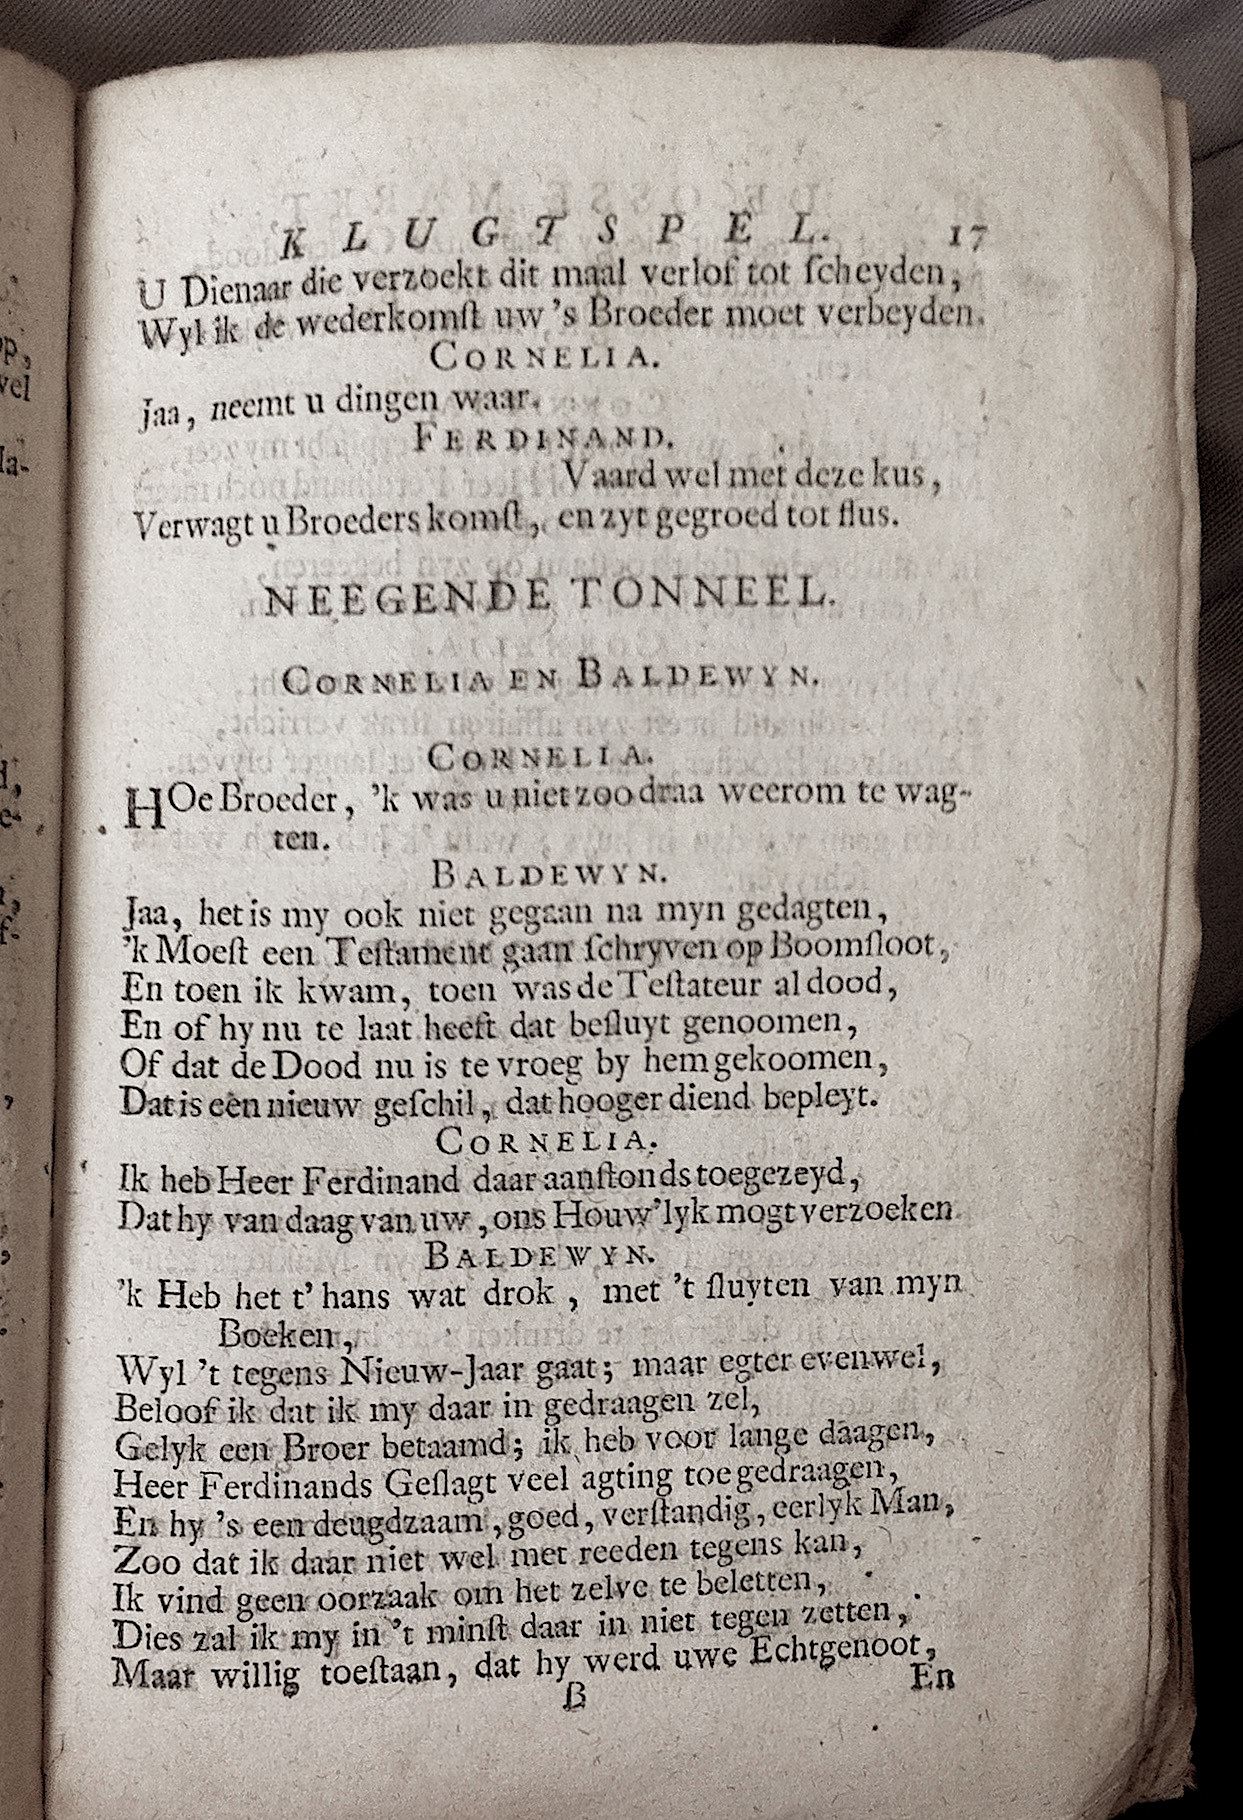 KLUGTSPEL. 17
U Dienaar die verzoekt dit maal verlof tot ſcheyden,
Wyl ik de wederkomſt uw 's Broeder moet verbeyden.
CORNELIA.
Jaa, neemt u dingen waar.
FERDINAND.
Vaard wel met deze kus,
Verwagt u Broeders komſt, en zyt gegroed tot ſlus.
NEEGENDE TONNEEL.
CORNELIA EN BALDEWYN.
CORNELIA.
HOe Broeder, 'k was u niet zoo draa weerom te wag-
ten.
BALDEWYN.
Jaa, het is my ook niet gegaan na myn gedagten,
'k Moeſt een Teſtament gaan ſchryven op Boomſloot,
En toen ik kwam, toen was de Teſtateur al dood,
En of hy nu te laat heeft dat beſluyt genoomen,
Of dat de Dood nu is te vroeg by hem gekoomen,
Dat is een nieuw geſchil, dat hooger diend bepleyt.
CORNELIA.
Ik heb Heer Ferdinand daar aanſtonds toegezeyd,
Dat hy van daag van uw, ons Houw'lyk mogt verzoeken
BALDEWYN.
'k Heb het t' hans wat drok, met 't ſluyten van myn
Boeken,
Wyl 't tegens Nieuw-Jaar gaat; maar egter evenwel,
Beloof ik dat ik my daar in gedraagen zel,
Gelyk een Broer betaamd; ik heb voor lange daagen,
Heer Ferdinands Geſlagt veel agting toegedraagen,
En hy 's een deugdzaam, goed, verſtandig, eerlyk Man,
Zoo dat ik daar niet wel met reeden tegens kan,
Ik vind geen oorzaak om het zelve te beletten,
Dies zal ik my in 't minſt daar in niet tegen zetten,
Maar willig toeſtaan, dat hy werd uwe Echtgenoot,
B En